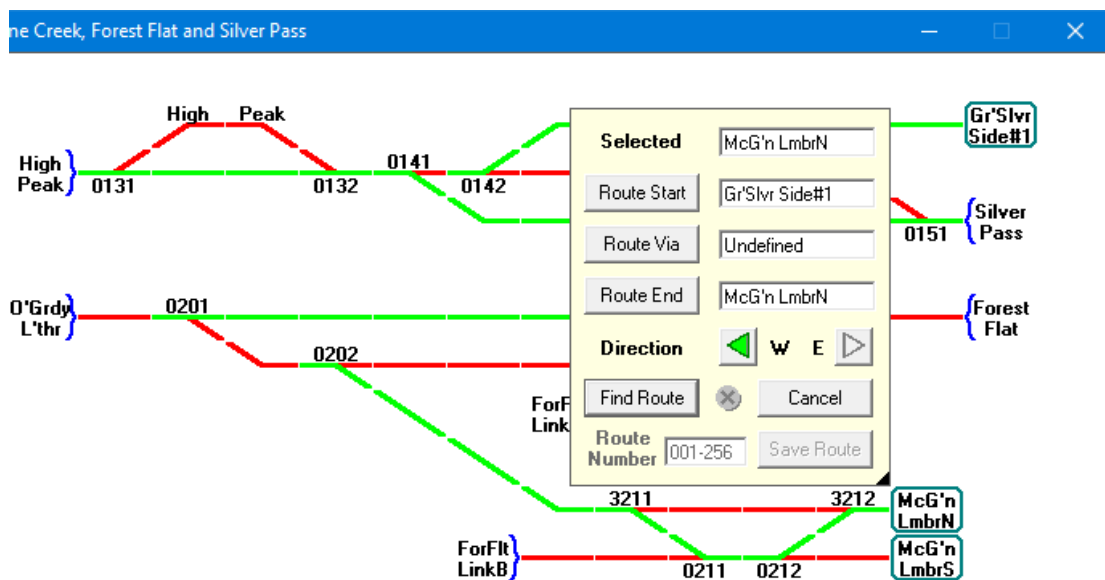 ne Creek, Forest Flat and Silver Pass
High Peak
Gr'Slvr
Side#1
High
Peak
0131
0132
0141
0142
Silver
Pass
0151
O'Grdy
L'thr
0201
0202
Forest
Flat
ForF
Link
Selected McG'n LmbrN
Route Start Gr'Slvr Side#1
Route Via Undefined
Route End McG'n LmbrN
Direction W E
Find Route Cancel
Route
Number 001-256 Save Route
3211
3212
McG'n
LmbrN
ForFlt
LinkB
0211
0212
McG'n
LmbrS